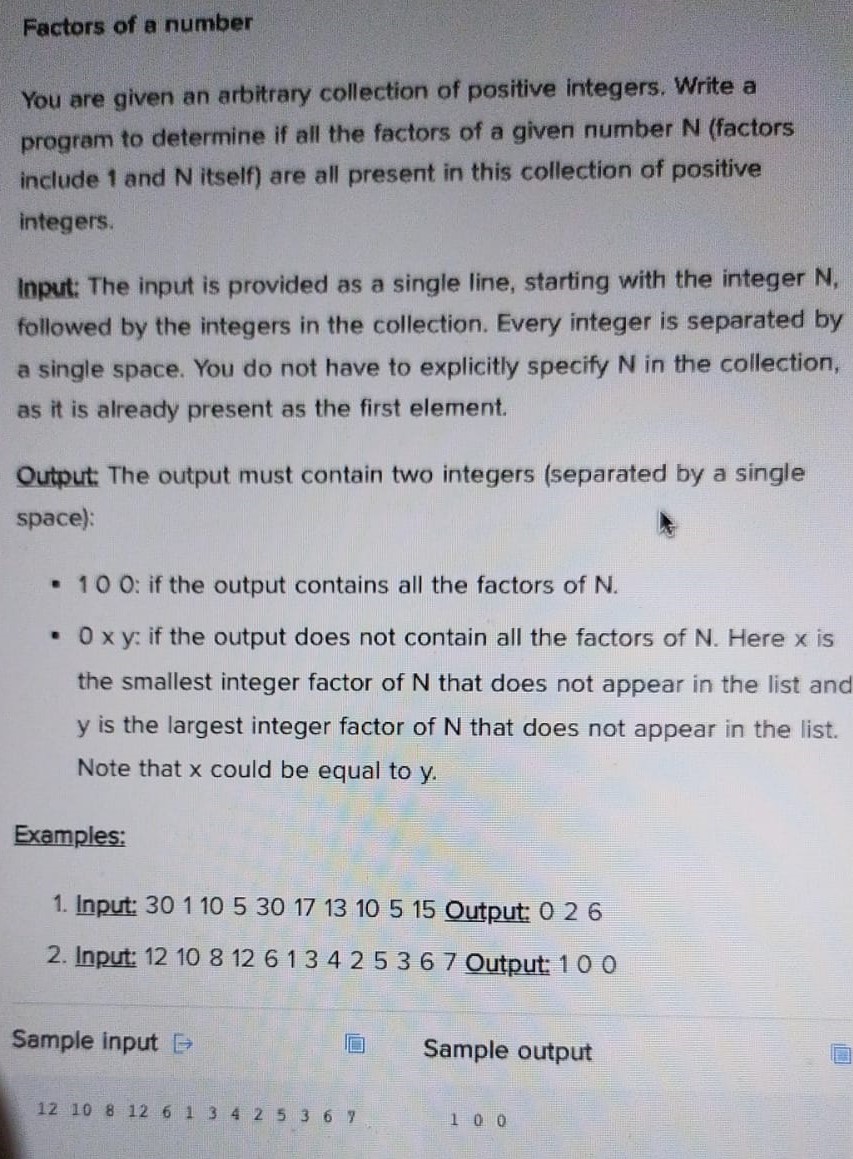 Factors of a number
You are given an arbitrary collection of positive integers. Write a
program to determine if all the factors of a given number N (factors
include 1 and N itself) are all present in this collection of positive
integers.
Input: The input is provided as a single line, starting with the integer N,
followed by the integers in the collection. Every integer is separated by
a single space. You do not have to explicitly specify N in the collection,
as it is already present as the first element.
Output: The output must contain two integers (separated by a single
space):
▪ 1 0 0: if the output contains all the factors of N.
▪ 0 x y: if the output does not contain all the factors of N. Here x is
the smallest integer factor of N that does not appear in the list and
y is the largest integer factor of N that does not appear in the list.
Note that x could be equal to y.
Examples:
1. Input: 30 1 10 5 30 17 13 10 5 15 Output: 0 2 6
2. Input: 12 10 8 12 6 1 3 4 2 5 3 6 7 Output: 1 0 0
Sample input
Sample output
12 10 8 12 6 1 3 4 2 5 3 6 7
1 0 0